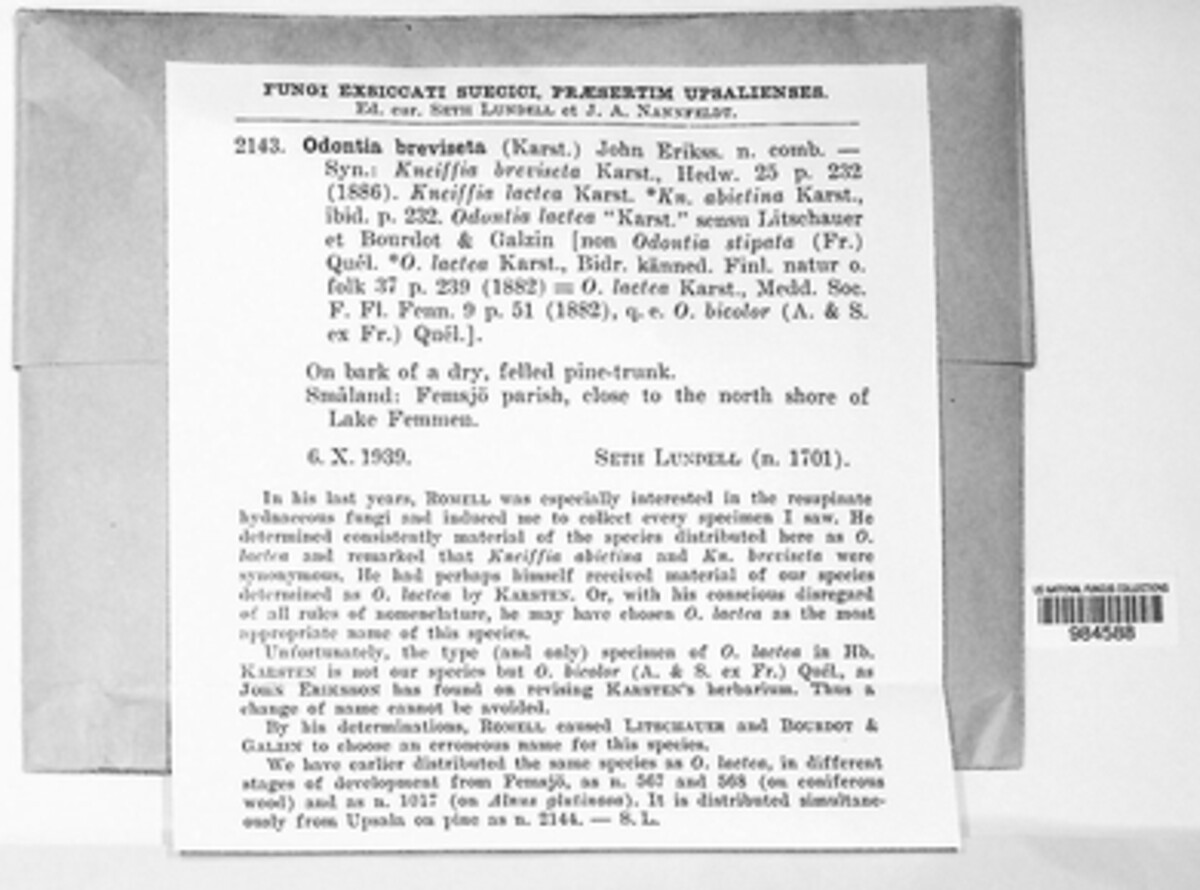 FUNGI EXSICCATI SUECICI, PRÆSERTIM UPSALIENSES.
Ed. cur. SETH LUNDELL et J. A. NANNFELDT.
2143. Odontia breviseta (Karst.) John Erikss. n. comb. —
Syn.: Kneiffia breviseta Karst., Hedw. 25 p. 232
(1886). Kneiffia lactea Karst. *Kn. abietina Karst.,
ibid. p. 232. Odontia lactea "Karst." sensu Litschauer
et Bourdot & Galzin [non Odontia stipata (Fr.)
Quél. *O. lactea Karst., Bidr. känned. Finl. natur o.
folk 37 p. 239 (1882) = O. lactea Karst., Medd. Soc.
F. Fl. Fenn. 9 p. 51 (1882), q. e. O. bicolor (A. & S.
ex Fr.) Quél.].
On bark of a dry, felled pine-trunk.
Småland: Femsjö parish, close to the north shore of
Lake Femmen.
6. X. 1939. SETH LUNDELL (n. 1701).
In his last years, ROMELL was especially interested in the resupinate
hydnaceous fungi and induced me to collect every specimen I saw. He
determined consistently material of the species distributed here as O.
lactea and remarked that Kneiffia abietina and Kn. breviseta were
synonymous. He had perhaps himself received material of our species
determined as O. lactea by KARSTEN. Or, with his conscious disregard
of all rules of nomenclature, he may have chosen O. lactea as the most
appropriate name of this species.
Unfortunately, the type (and only) specimen of O. lactea in Hb.
KARSTEN is not our species but O. bicolor (A. & S. ex Fr.) Quél., as
JOHN ERIKSSON has found on revising KARSTEN's herbarium. Thus a
change of name cannot be avoided.
By his determinations, ROMELL caused LITSCHAUER and BOURDOT &
GALZIN to choose an erroneous name for this species.
We have earlier distributed the same species as O. lactea, in different
stages of development from Femsjö, as n. 567 and 568 (on coniferous
wood) and as n. 1017 (on Alnus glutinosa). It is distributed simultane-
ously from Upsala on pine as n. 2144. — S. L.
US NATIONAL FUNGUS COLLECTIONS
984588